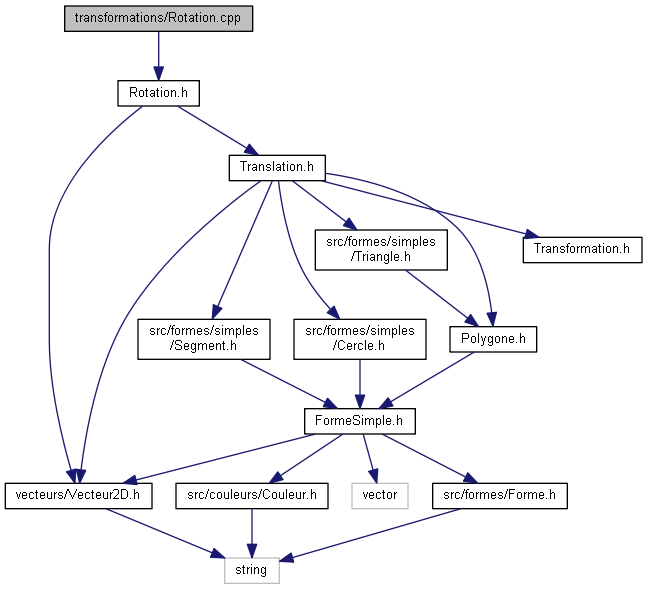 transformations/Rotation.cpp
Rotation.h
Translation.h
src/formes/simples
/Triangle.h
Transformation.h
src/formes/simples
/Segment.h
src/formes/simples
/Cercle.h
Polygone.h
FormeSimple.h
vecteurs/Vecteur2D.h
src/couleurs/Couleur.h
vector
src/formes/Forme.h
string